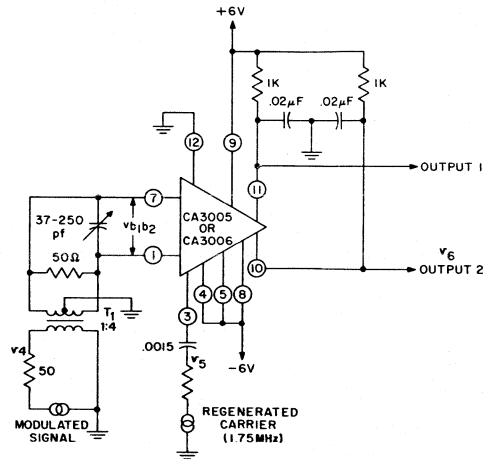 +6V
1K
1K
.02μF
.02μF
12
9
OUTPUT 1
11
7
37-250
pf
vb1b2
CA3005
OR
CA3006
50Ω
1
v6
10
OUTPUT 2
4
5
8
3
T1
1:4
v4
50
.0015
v5
-6V
MODULATED
SIGNAL
REGENERATED
CARRIER
(1.75MHz)